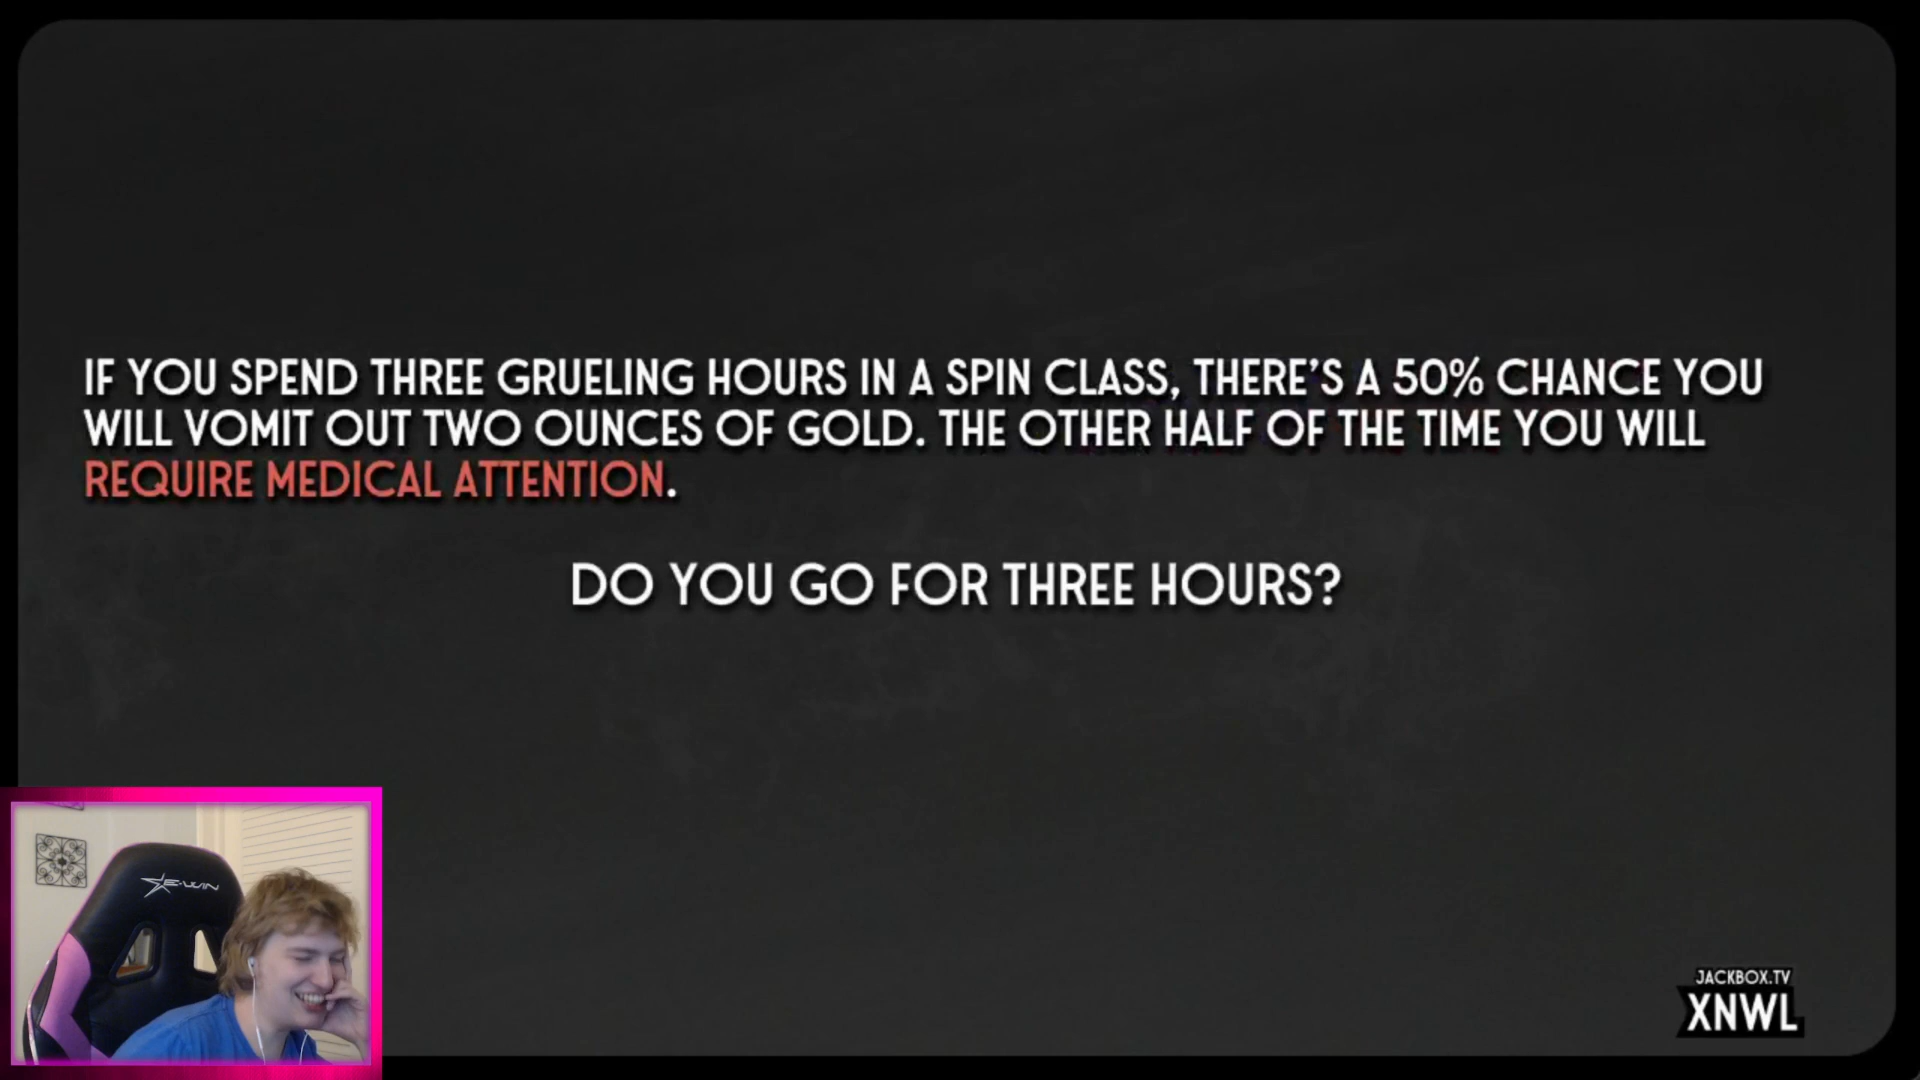 IF YOU SPEND THREE GRUELING HOURS IN A SPIN CLASS, THERE'S A 50% CHANCE YOU
WILL VOMIT OUT TWO OUNCES OF GOLD. THE OTHER HALF OF THE TIME YOU WILL
REQUIRE MEDICAL ATTENTION.
DO YOU GO FOR THREE HOURS?
E-WIN
JACKBOX.TV
XNWL